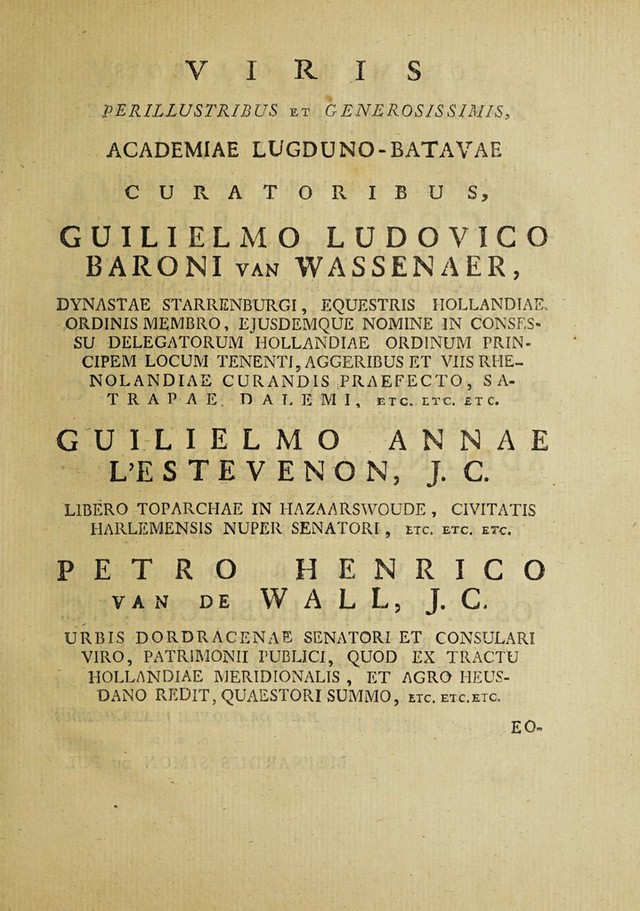 VIRIS
PERILLUSTRIBUS ET GENEROSISSIMIS,
ACADEMIAE LUGDUNO-BATAVAE
CURATORIBUS,
GUILIELMO LUDOVICO
BARONI VAN WASSENAER,
DYNASTAE STARRENBURGI, EQUESTRIS HOLLANDIAE
ORDINIS MEMBRO, EJUSDEMQUE NOMINE IN CONSES-
SU DELEGATORUM HOLLANDIAE ORDINUM PRIN-
CIPEM LOCUM TENENTI, AGGERIBUS ET VIIS RHE-
NOLANDIAE CURANDIS PRAEFECTO, SA-
TRAPAE DALEMI, ETC. ETC. ETC.
GUILIELMO ANNAE
L'ESTEVENON, J. C.
LIBERO TOPARCHAE IN HAZAARSWOUDE, CIVITATIS
HARLEMENSIS NUPER SENATORI, ETC. ETC. ETC.
PETRO HENRICO
VAN DE WALL, J. C.
URBIS DORDRACENAE SENATORI ET CONSULARI
VIRO, PATRIMONII PUBLICI, QUOD EX TRACTU
HOLLANDIAE MERIDIONALIS, ET AGRO HEUS-
DANO REDIT, QUAESTORI SUMMO, ETC. ETC. ETC.
EO-